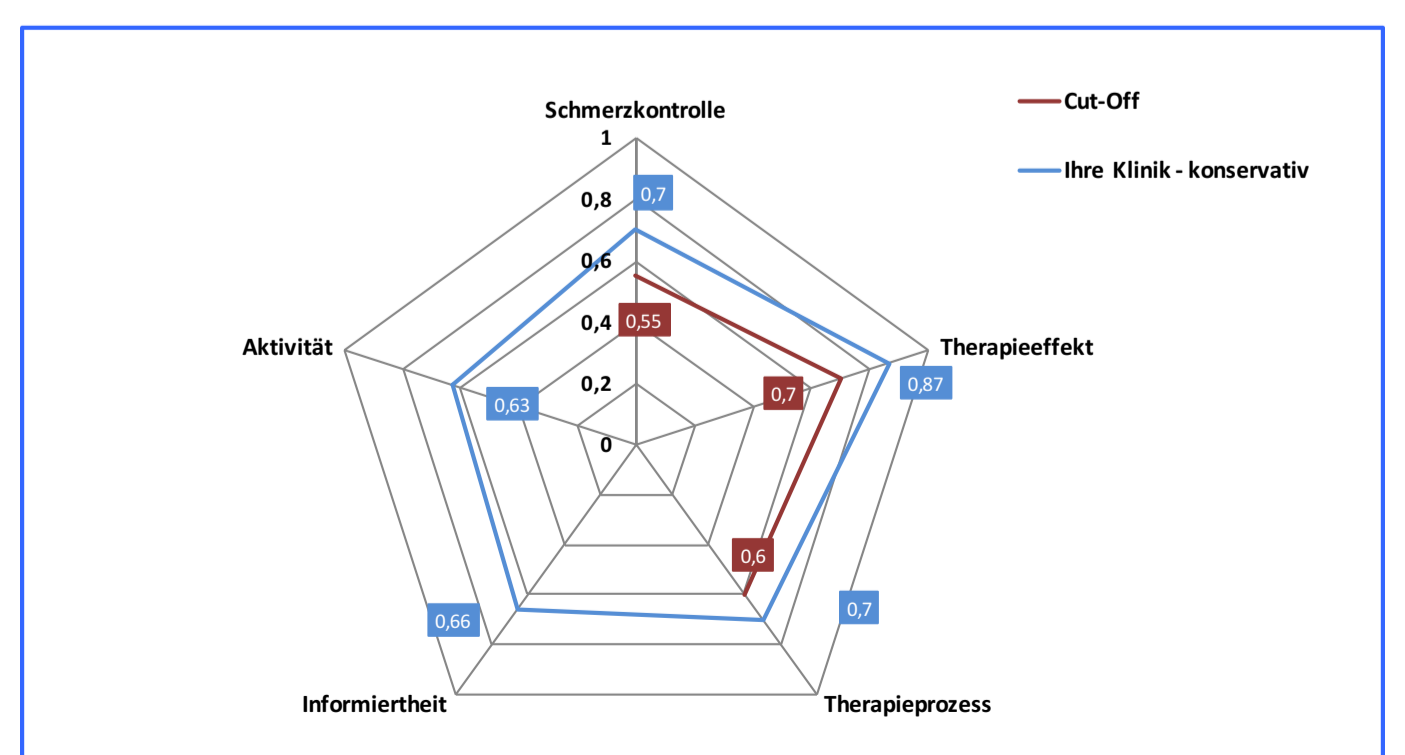 Cut-Off
Schmerzkontrolle
1
Ihre Klinik - konservativ
0,8
0,7
0,6
0,55
0,4
Aktivität
Therapieeffekt
0,87
0,7
0,63
0,2
0
0,6
0,7
0,66
Informiertheit
Therapieprozess